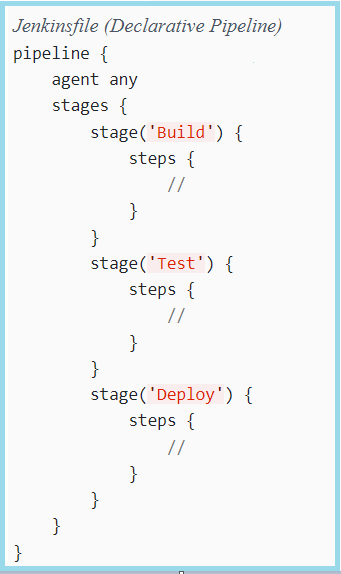 Jenkinsfile (Declarative Pipeline)
pipeline {
    agent any
    stages {
        stage('Build') {
            steps {
                //
            }
        }
        stage('Test') {
            steps {
                //
            }
        }
        stage('Deploy') {
            steps {
                //
            }
        }
    }
}